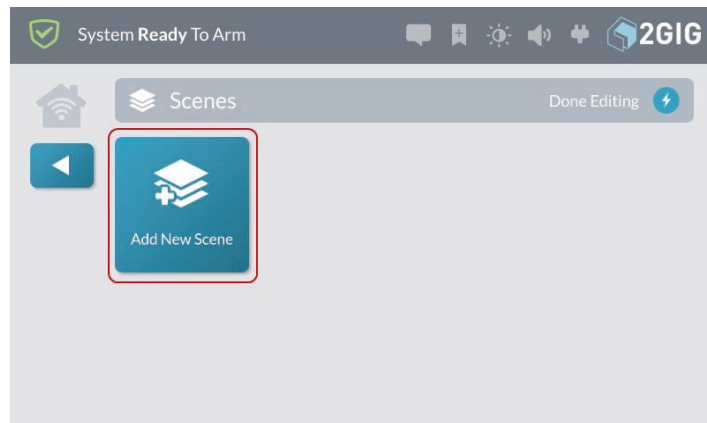 System Ready To Arm
2GIG
Scenes
Done Editing
Add New Scene